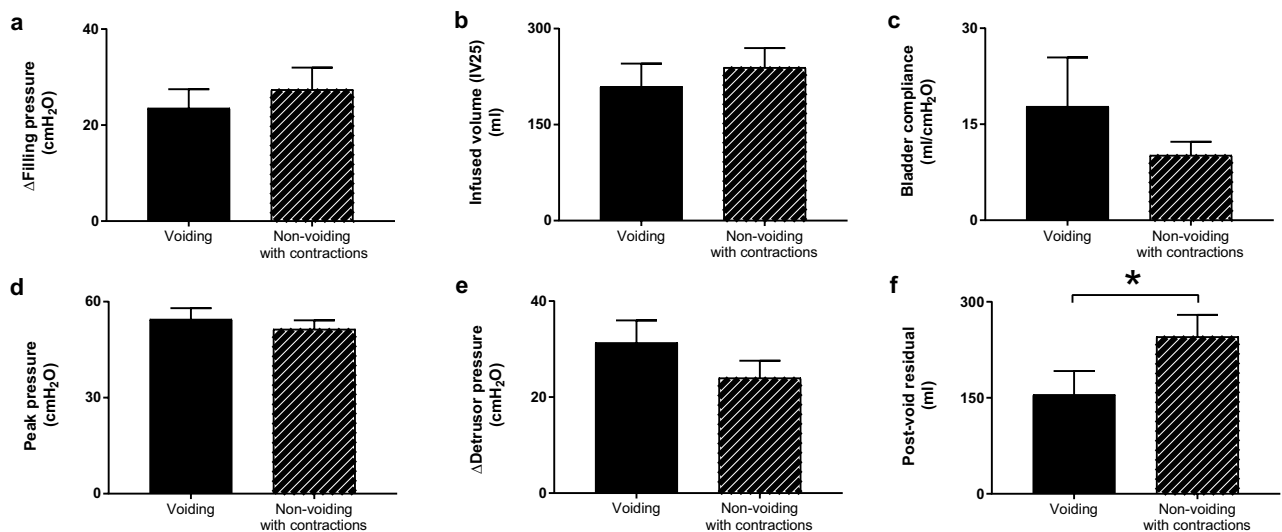 a
ΔFilling pressure
(cmH₂O)
40
20
0
Voiding
Non-voiding
with contractions
b
Infused volume (IV25)
(ml)
300
150
0
Voiding
Non-voiding
with contractions
c
Bladder compliance
(ml/cmH₂O)
30
15
0
Voiding
Non-voiding
with contractions
d
Peak pressure
(cmH₂O)
60
30
0
Voiding
Non-voiding
with contractions
e
ΔDetrusor pressure
(cmH₂O)
40
20
0
Voiding
Non-voiding
with contractions
f
Post-void residual
(ml)
300
150
0
*
Voiding
Non-voiding
with contractions